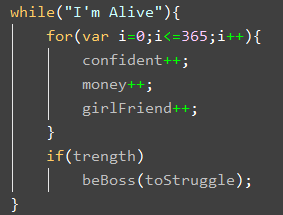 while("I'm Alive"){
for(var i=0;i<=365;i++){
confident++;
money++;
girlFriend++;
}
if(trength)
beBoss(toStruggle);
}